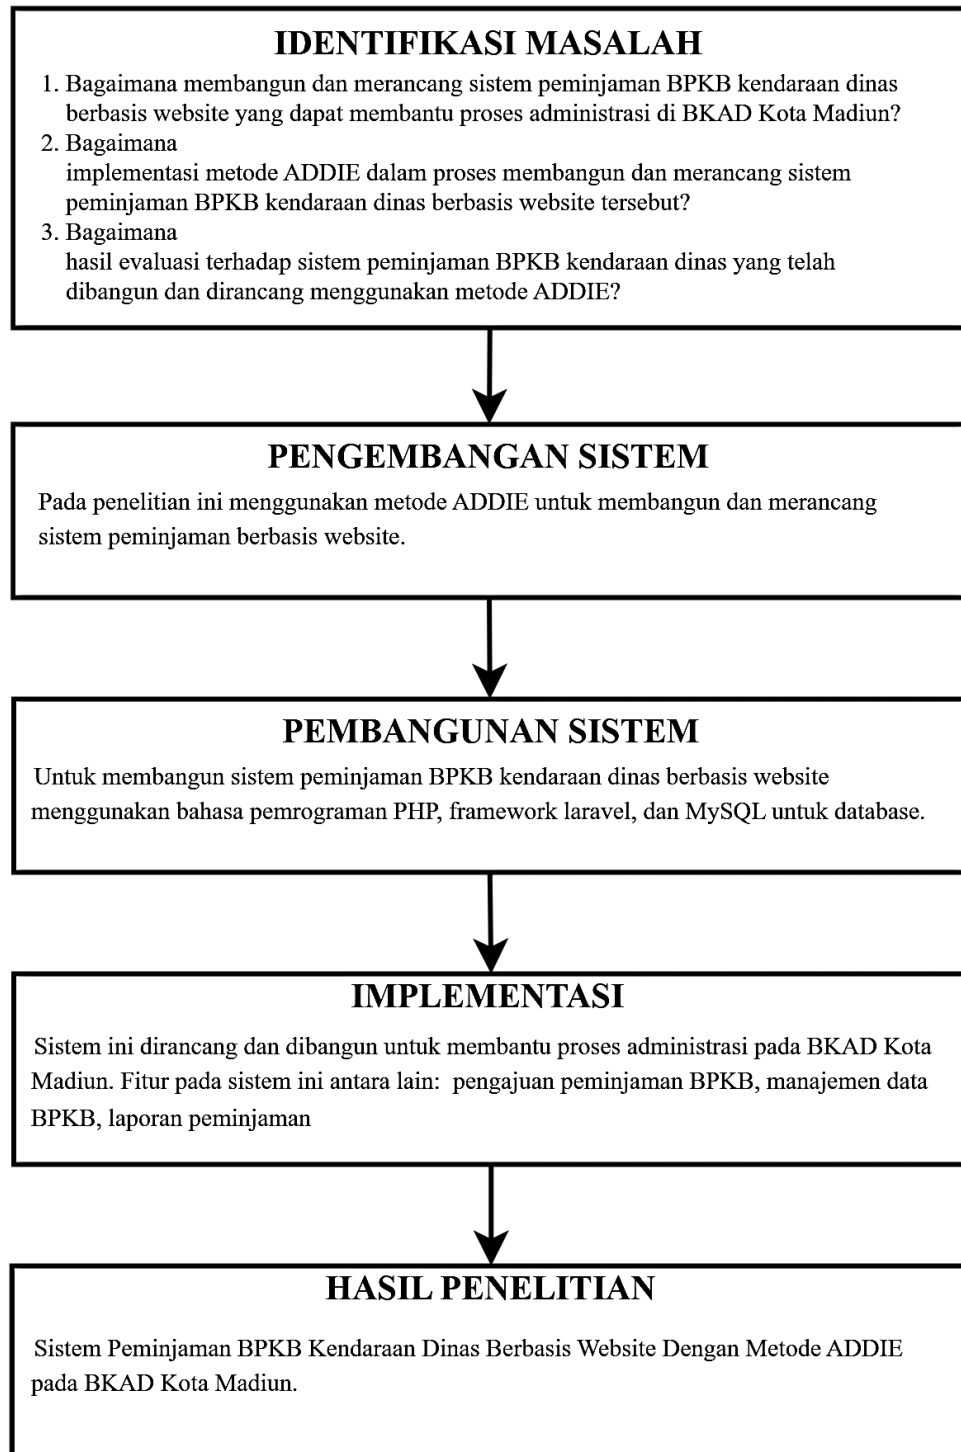 IDENTIFIKASI MASALAH
1. Bagaimana membangun dan merancang sistem peminjaman BPKB kendaraan dinas
berbasis website yang dapat membantu proses administrasi di BKAD Kota Madiun?
2. Bagaimana
implementasi metode ADDIE dalam proses membangun dan merancang sistem
peminjaman BPKB kendaraan dinas berbasis website tersebut?
3. Bagaimana
hasil evaluasi terhadap sistem peminjaman BPKB kendaraan dinas yang telah
dibangun dan dirancang menggunakan metode ADDIE?
PENGEMBANGAN SISTEM
Pada penelitian ini menggunakan metode ADDIE untuk membangun dan merancang
sistem peminjaman berbasis website.
PEMBANGUNAN SISTEM
Untuk membangun sistem peminjaman BPKB kendaraan dinas berbasis website
menggunakan bahasa pemrograman PHP, framework laravel, dan MySQL untuk database.
IMPLEMENTASI
Sistem ini dirancang dan dibangun untuk membantu proses administrasi pada BKAD Kota
Madiun. Fitur pada sistem ini antara lain: pengajuan peminjaman BPKB, manajemen data
BPKB, laporan peminjaman
HASIL PENELITIAN
Sistem Peminjaman BPKB Kendaraan Dinas Berbasis Website Dengan Metode ADDIE
pada BKAD Kota Madiun.